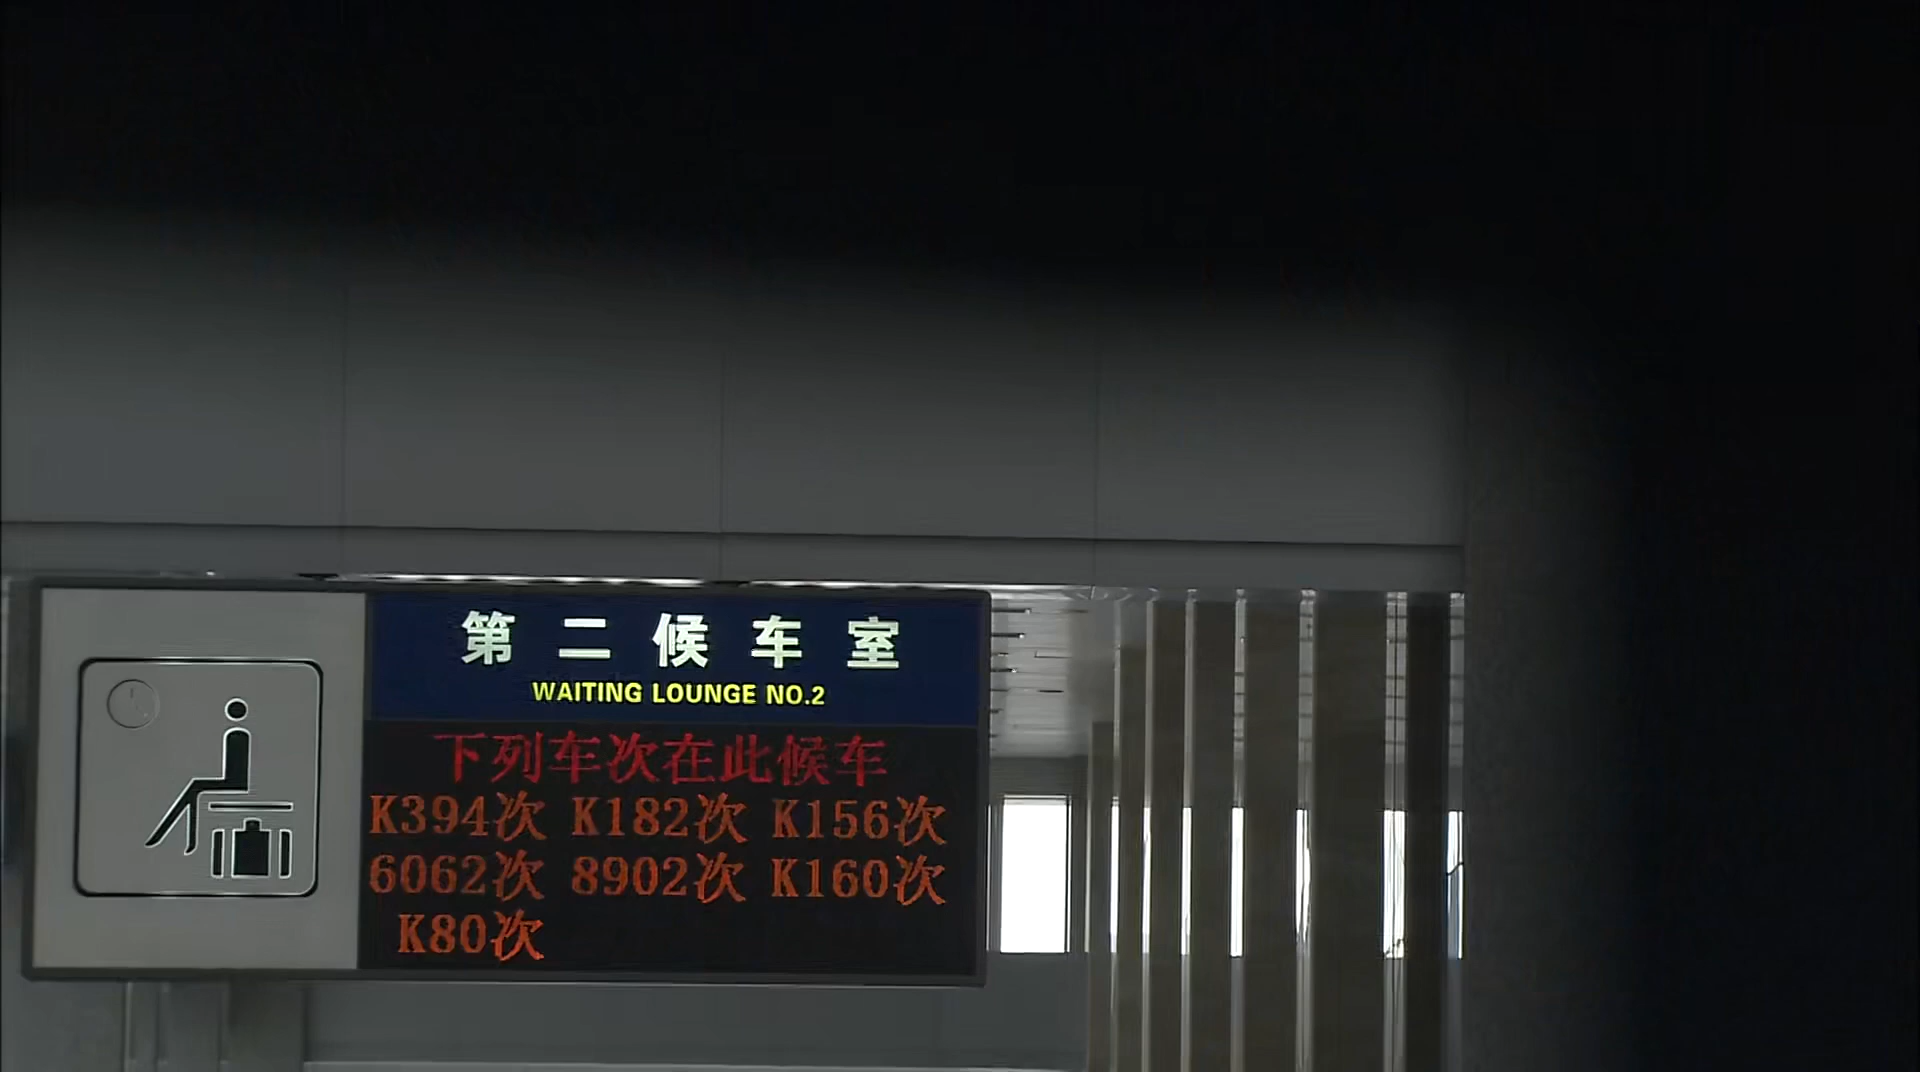 第二候车室
WAITING LOUNGE NO.2
下列车次在此候车
K394次 K182次 K156次
6062次 8902次 K160次
K80次